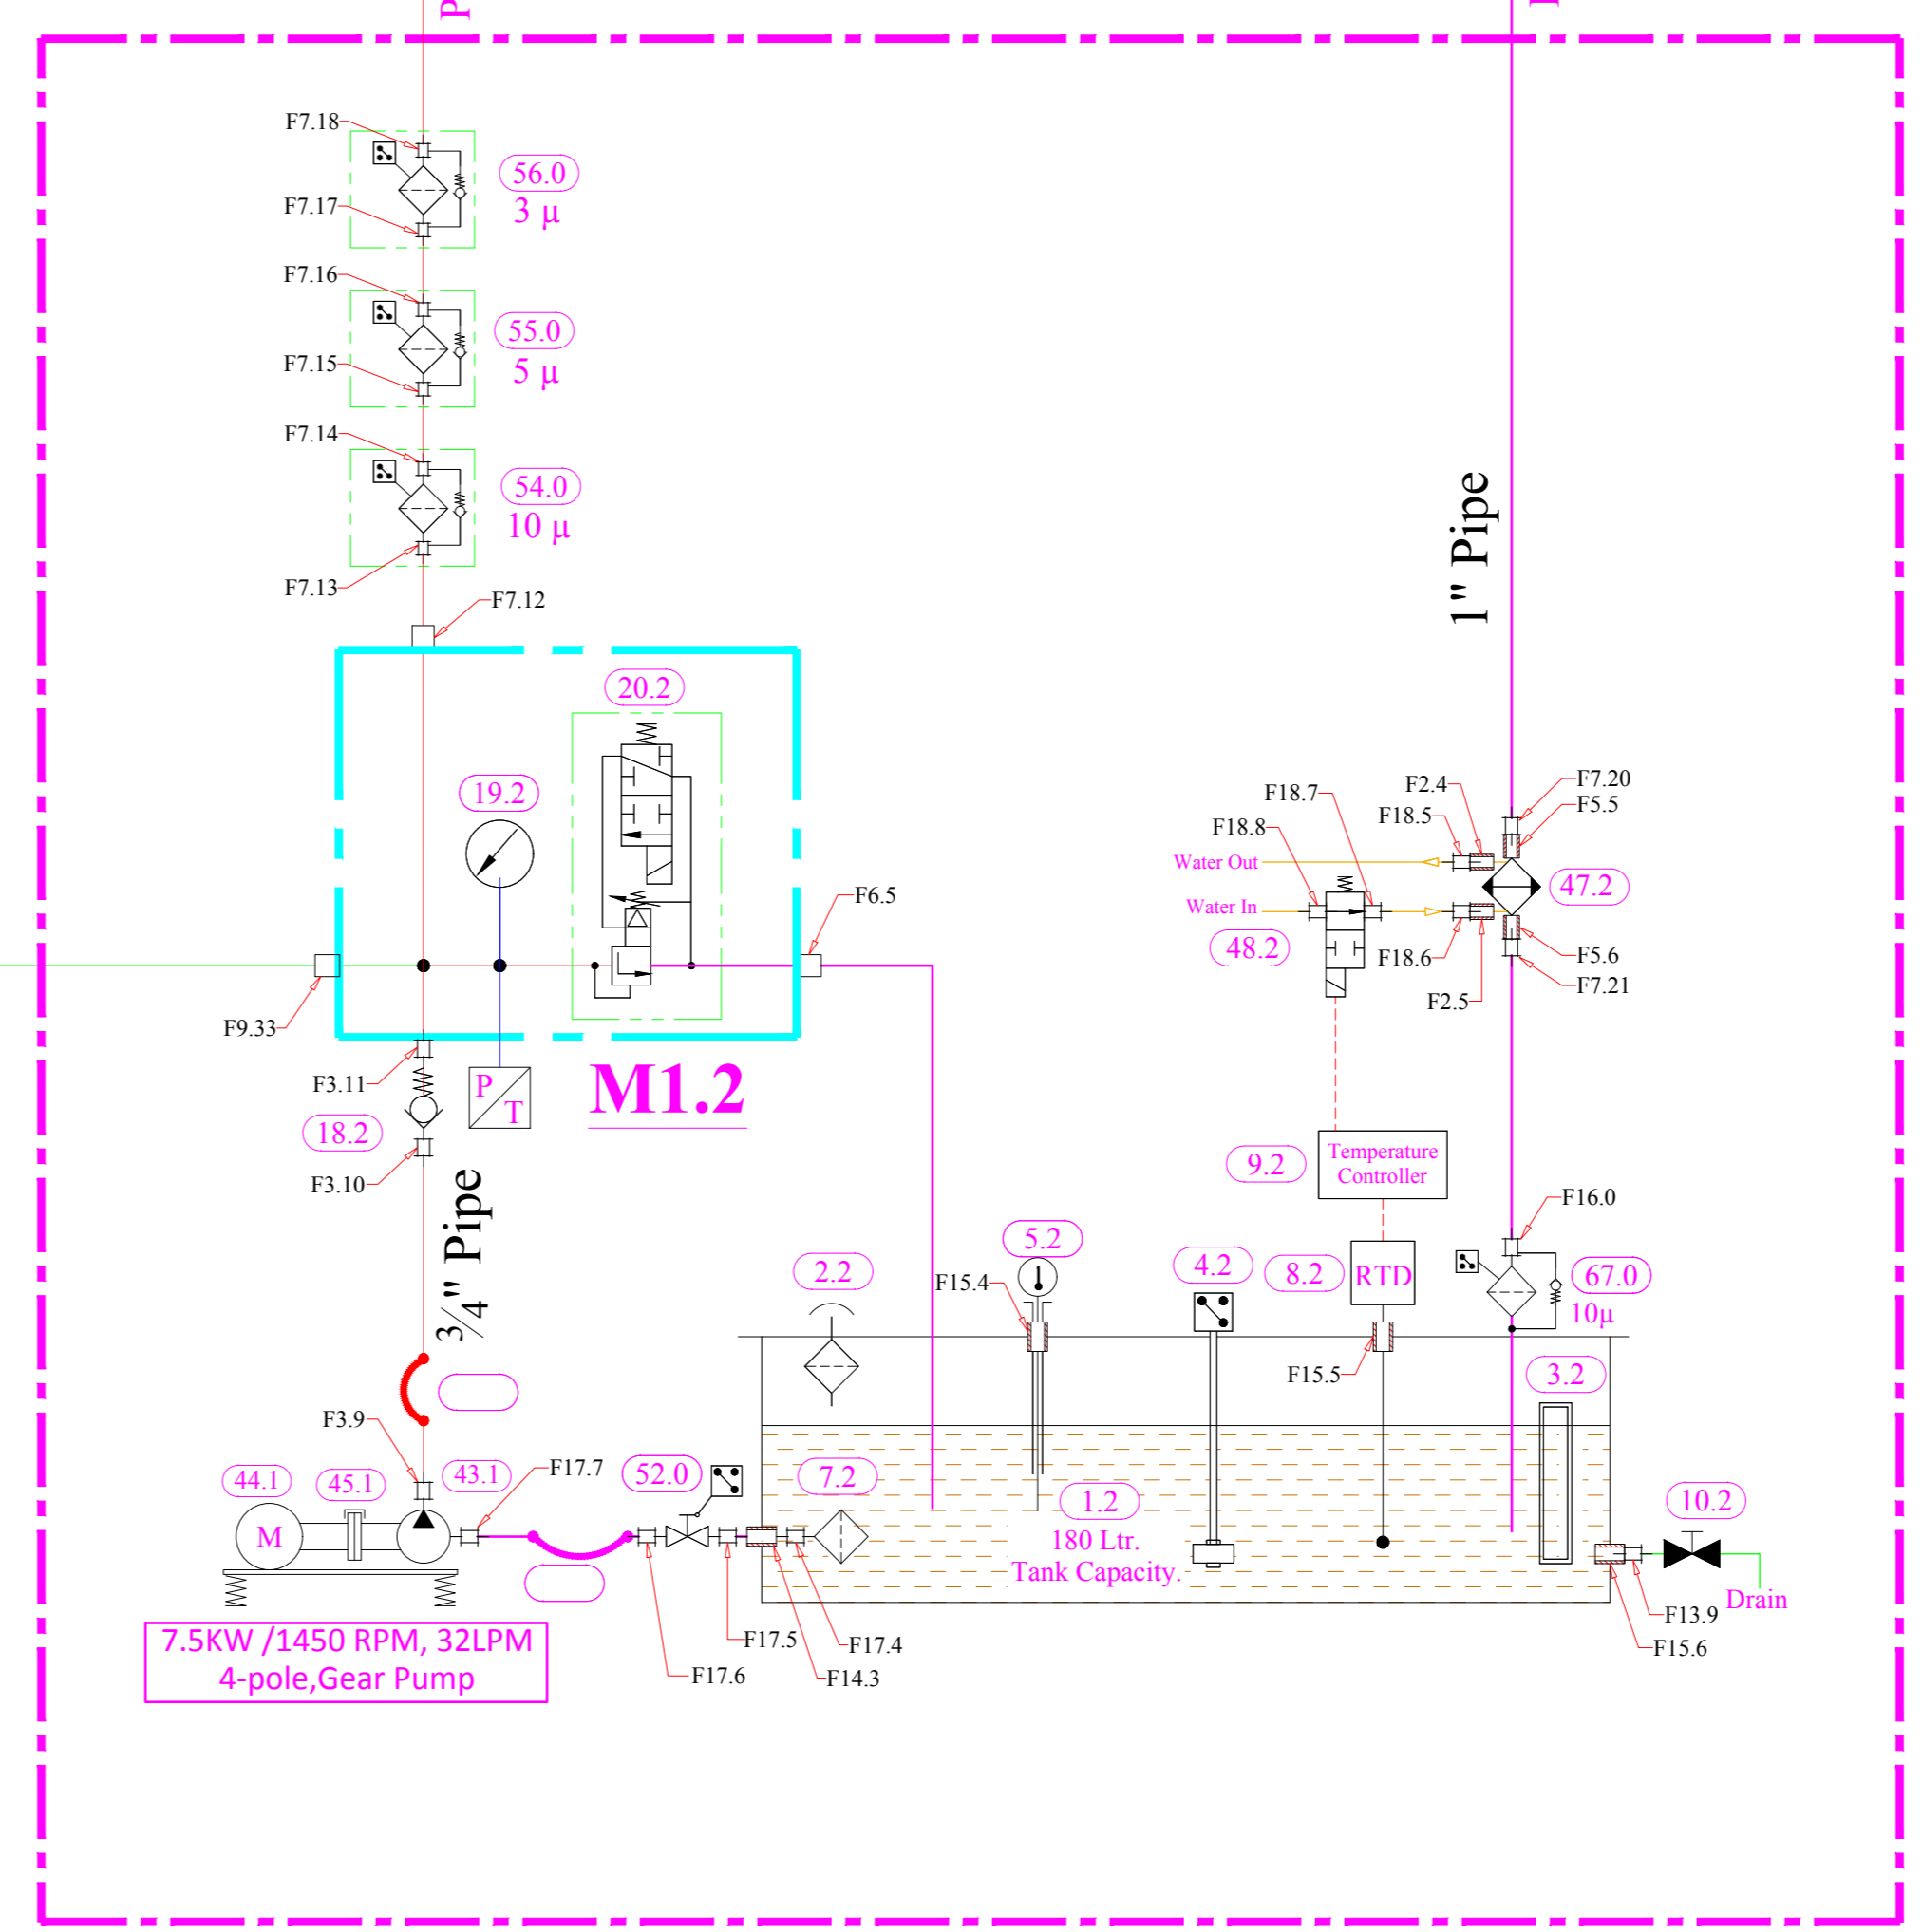 P
F7.18
56.0
3 µ
F7.17
F7.16
55.0
5 µ
F7.15
F7.14
54.0
10 µ
F7.13
F7.12
20.2
19.2
F6.5
F9.33
F3.11
P
T
M1.2
18.2
F3.10
¾" Pipe
1" Pipe
F7.20
F2.4
F5.5
F18.7
F18.5
F18.8
Water Out
47.2
Water In
48.2
F18.6
F5.6
F7.21
F2.5
9.2
Temperature
Controller
F16.0
5.2
2.2
4.2
8.2
RTD
67.0
10µ
F15.4
F15.5
3.2
F3.9
44.1
45.1
43.1
F17.7
52.0
7.2
1.2
180 Ltr.
Tank Capacity.
10.2
M
Drain
F13.9
F15.6
F17.5
F17.4
F17.6
F14.3
7.5KW /1450 RPM, 32LPM
4-pole,Gear Pump